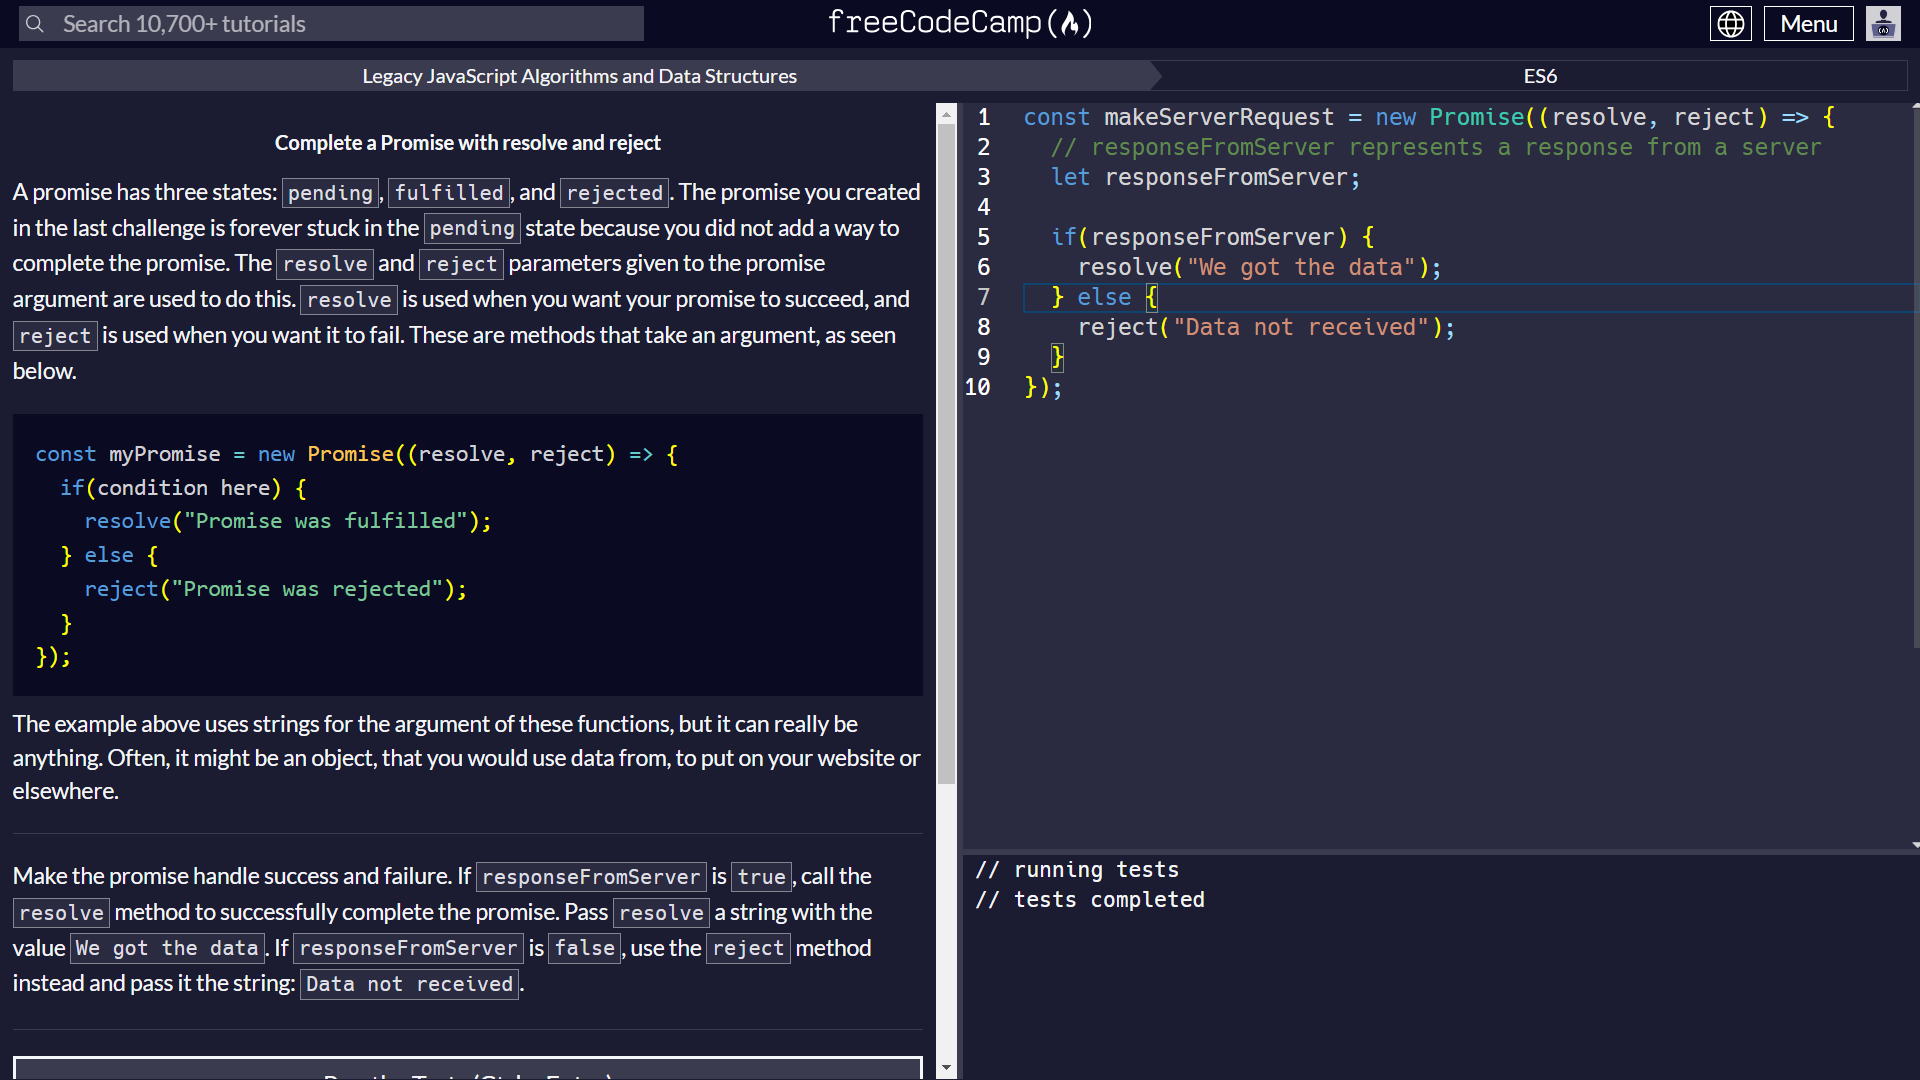 Search 10,700+ tutorials
freeCodeCamp
Menu
Legacy JavaScript Algorithms and Data Structures
ES6
Complete a Promise with resolve and reject
A promise has three states: pending, fulfilled, and rejected. The promise you created
in the last challenge is forever stuck in the pending state because you did not add a way to
complete the promise. The resolve and reject parameters given to the promise
argument are used to do this. resolve is used when you want your promise to succeed, and
reject is used when you want it to fail. These are methods that take an argument, as seen
below.
const myPromise = new Promise((resolve, reject) => {
  if(condition here) {
    resolve("Promise was fulfilled");
  } else {
    reject("Promise was rejected");
  }
});
The example above uses strings for the argument of these functions, but it can really be
anything. Often, it might be an object, that you would use data from, to put on your website or
elsewhere.
Make the promise handle success and failure. If responseFromServer is true, call the
resolve method to successfully complete the promise. Pass resolve a string with the
value We got the data. If responseFromServer is false, use the reject method
instead and pass it the string: Data not received.
1 const makeServerRequest = new Promise((resolve, reject) => {
2   // responseFromServer represents a response from a server
3   let responseFromServer;
4
5   if(responseFromServer) {
6     resolve("We got the data");
7   } else {
8     reject("Data not received");
9   }
10 });
// running tests
// tests completed